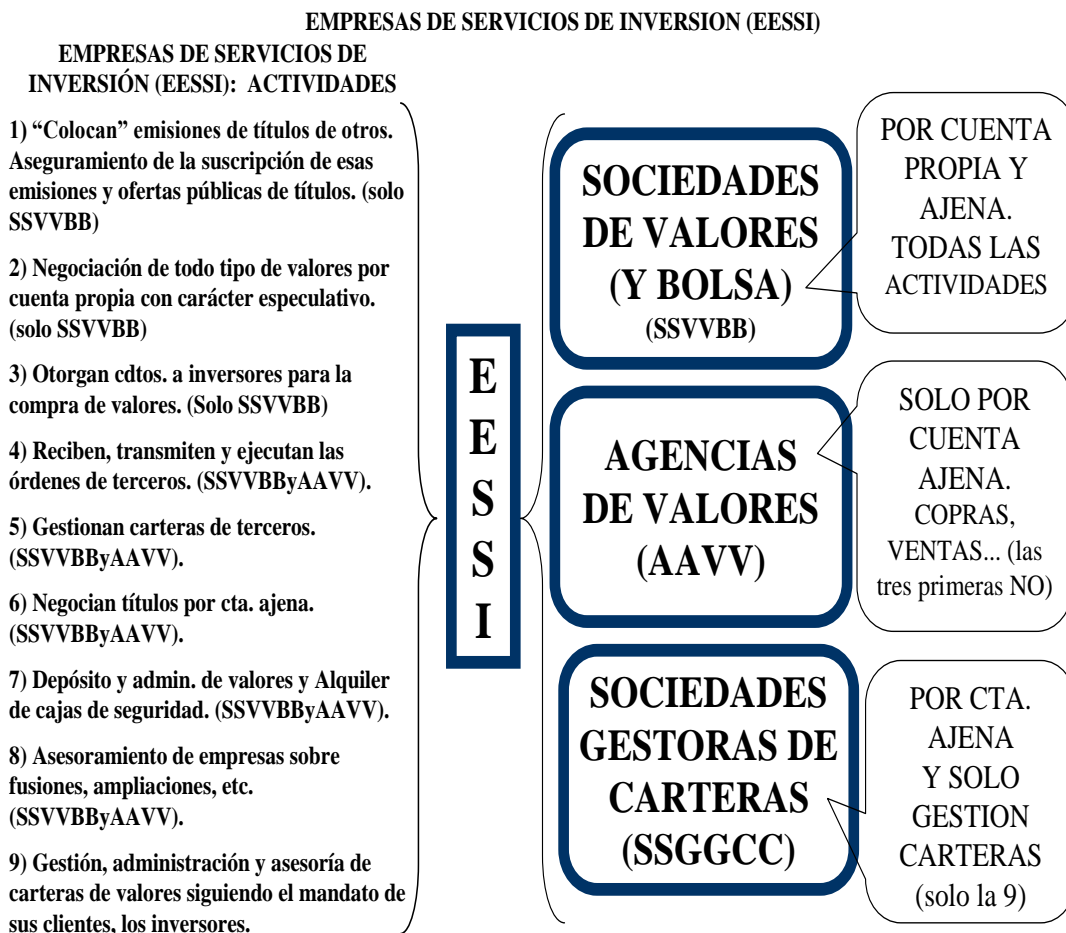 EMPRESAS DE SERVICIOS DE INVERSION (EESSI)
EMPRESAS DE SERVICIOS DE
INVERSIÓN (EESSI):  ACTIVIDADES
1) “Colocan” emisiones de títulos de otros.
Aseguramiento de la suscripción de esas
emisiones y ofertas públicas de títulos. (solo
SSVVBB)
2) Negociación de todo tipo de valores por
cuenta propia con carácter especulativo.
(solo SSVVBB)
3) Otorgan cdtos. a inversores para la
compra de valores. (Solo SSVVBB)
4) Reciben, transmiten y ejecutan las
órdenes de terceros. (SSVVBByAAVV).
5) Gestionan carteras de terceros.
(SSVVBByAAVV).
6) Negocian títulos por cta. ajena.
(SSVVBByAAVV).
7) Depósito y admin. de valores y Alquiler
de cajas de seguridad. (SSVVBByAAVV).
8) Asesoramiento de empresas sobre
fusiones, ampliaciones, etc.
(SSVVBByAAVV).
9) Gestión, administración y asesoría de
carteras de valores siguiendo el mandato de
sus clientes, los inversores.
E
E
S
S
I
SOCIEDADES
DE VALORES
(Y BOLSA)
(SSVVBB)
POR CUENTA
PROPIA Y
AJENA.
TODAS LAS
ACTIVIDADES
AGENCIAS
DE VALORES
(AAVV)
SOLO POR
CUENTA
AJENA.
COPRAS,
VENTAS... (las
tres primeras NO)
SOCIEDADES
GESTORAS DE
CARTERAS
(SSGGCC)
POR CTA.
AJENA
Y SOLO
GESTION
CARTERAS
(solo la 9)